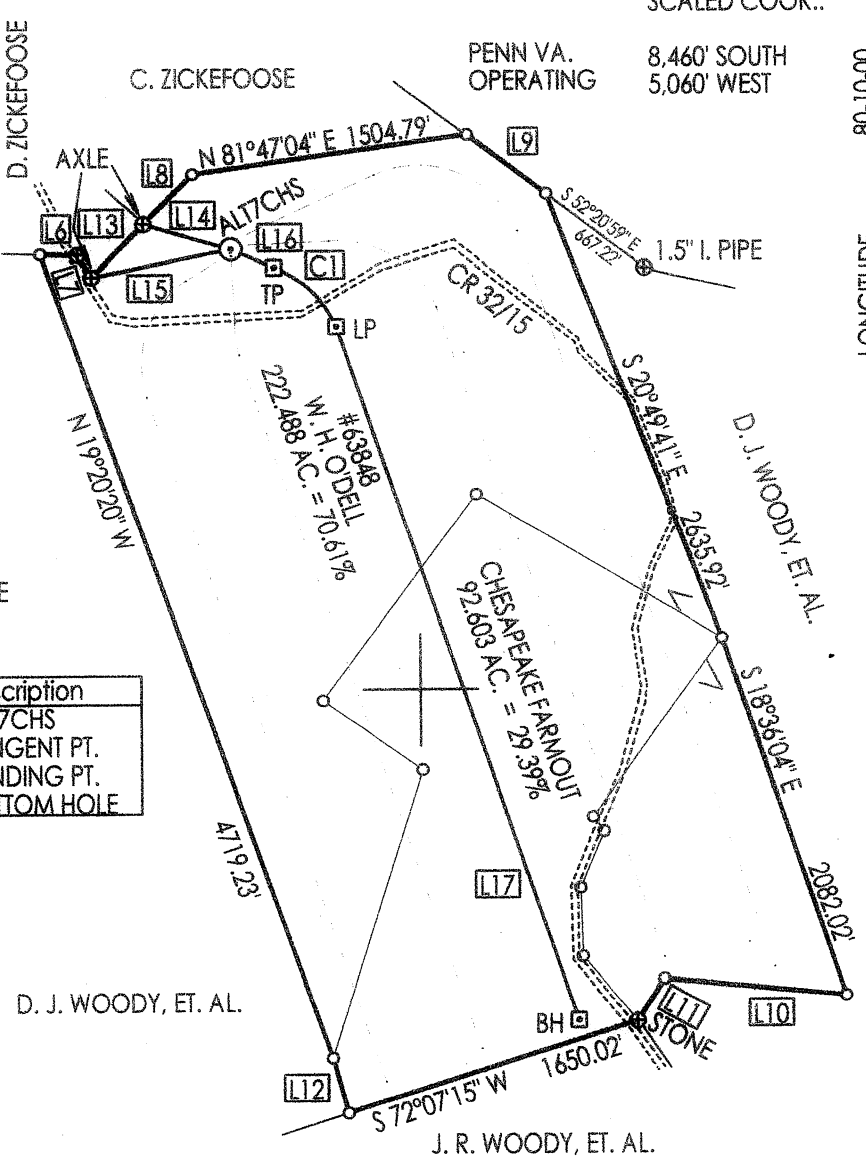 SCALED COOR..
PENN VA.
OPERATING
8,460' SOUTH
5,060' WEST
80-10-00
LONGITUDE
D. ZICKEFOOSE
C. ZICKEFOOSE
AXLE
L8
N 81°47'04" E 1504.79'
L9
L6
L13
L14
ALT7CHS
L16
S 52°20'59" E
667.22'
1.5" I. PIPE
L7
L15
TP
C1
CR 32/15
LP
N 19°20'20" W
#63848
W. H. O'DELL
222.488 AC. = 70.61%
S 20°49'41" E
2635.92'
D. J. WOODY, ET. AL.
CHESAPEAKE FARMOUT
92.603 AC. = 29.39%
E
cription
7CHS
NGENT PT.
NDING PT.
TTOM HOLE
S 18°36'04" E
4719.23'
L17
2082.02'
D. J. WOODY, ET. AL.
BH
STONE
L11
L10
L12
S 72°07'15" W
1650.02'
J. R. WOODY, ET. AL.